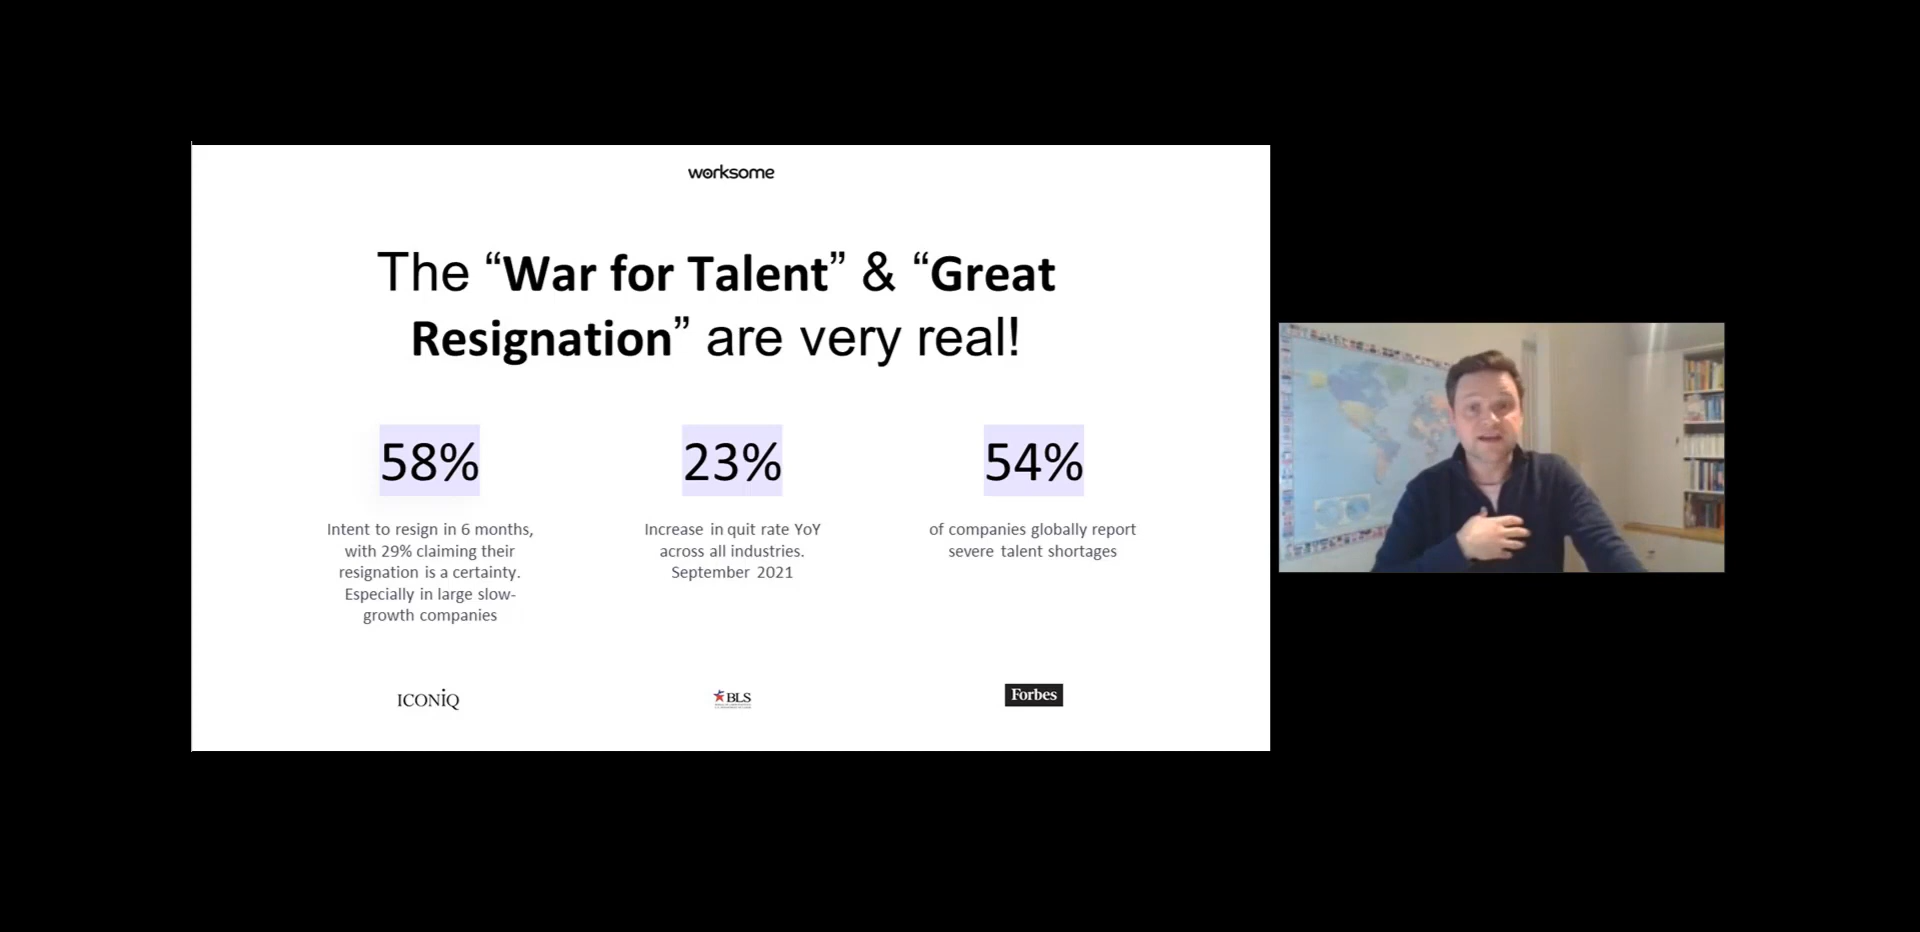 worksome
The “War for Talent” & “Great
Resignation” are very real!
58%
Intent to resign in 6 months,
with 29% claiming their
resignation is a certainty.
Especially in large slow-
growth companies
23%
Increase in quit rate YoY
across all industries.
September 2021
54%
of companies globally report
severe talent shortages
ICONIQ
BLS
Forbes